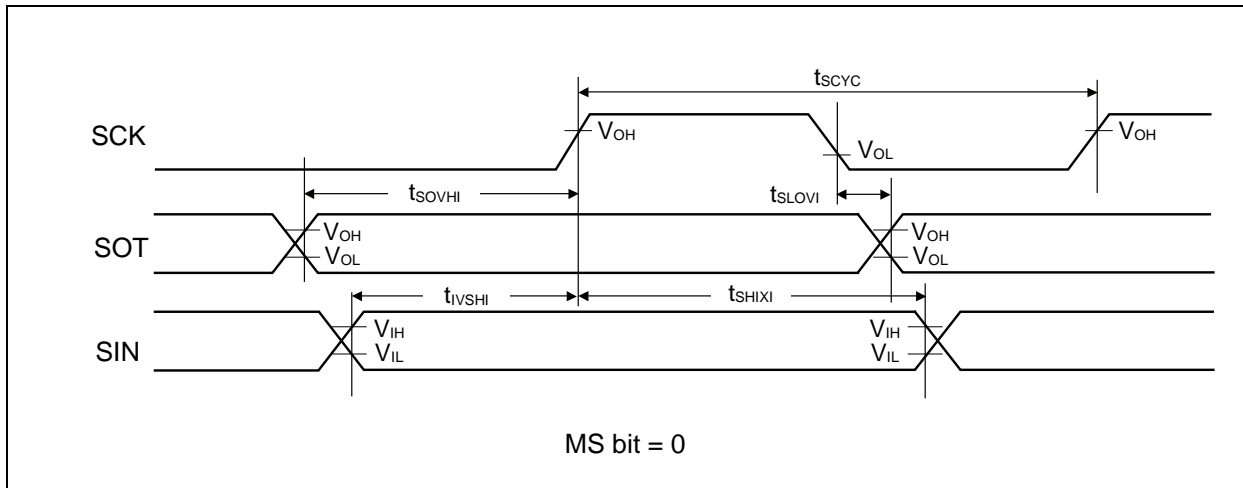 tSCYC
SCK
VOH
VOL
VOH
tSOVHI
tSLOVI
SOT
VOH
VOL
VOH
VOL
tIVSHI
tSHIXI
SIN
VIH
VIL
VIH
VIL
MS bit = 0